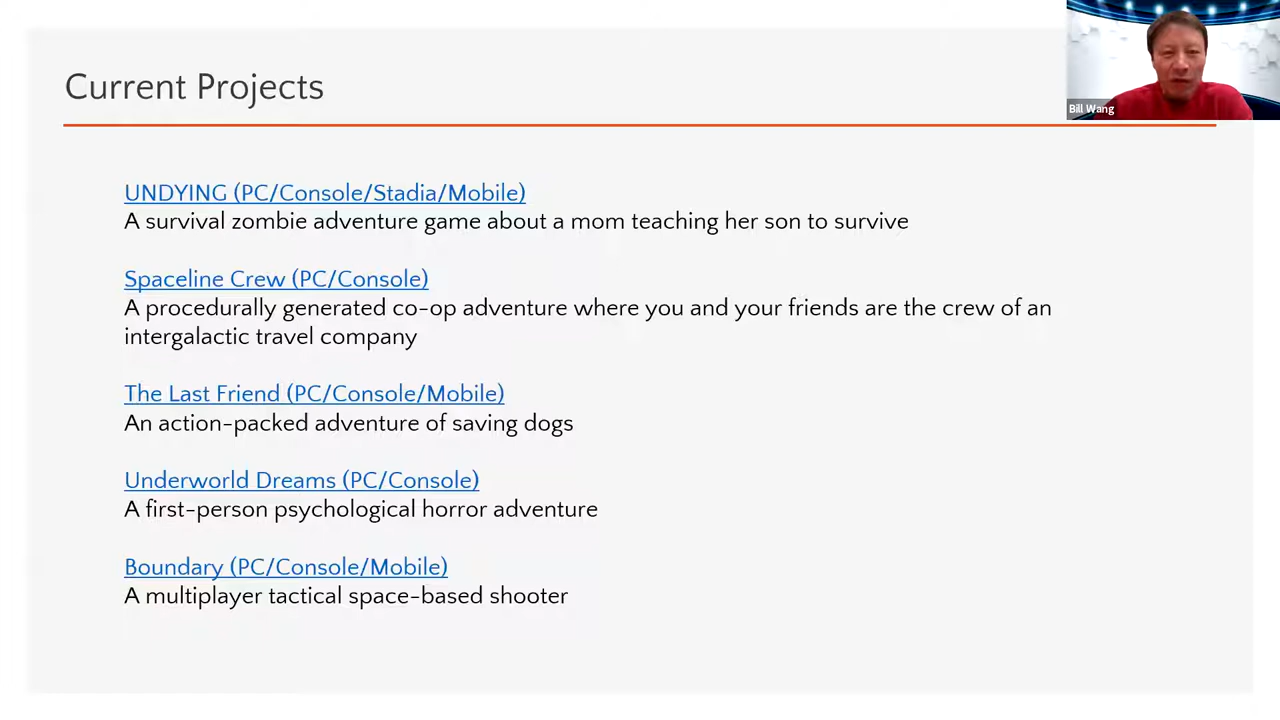 Current Projects
Bill Wang
UNDYING (PC/Console/Stadia/Mobile)
A survival zombie adventure game about a mom teaching her son to survive
Spaceline Crew (PC/Console)
A procedurally generated co-op adventure where you and your friends are the crew of an
intergalactic travel company
The Last Friend (PC/Console/Mobile)
An action-packed adventure of saving dogs
Underworld Dreams (PC/Console)
A first-person psychological horror adventure
Boundary (PC/Console/Mobile)
A multiplayer tactical space-based shooter